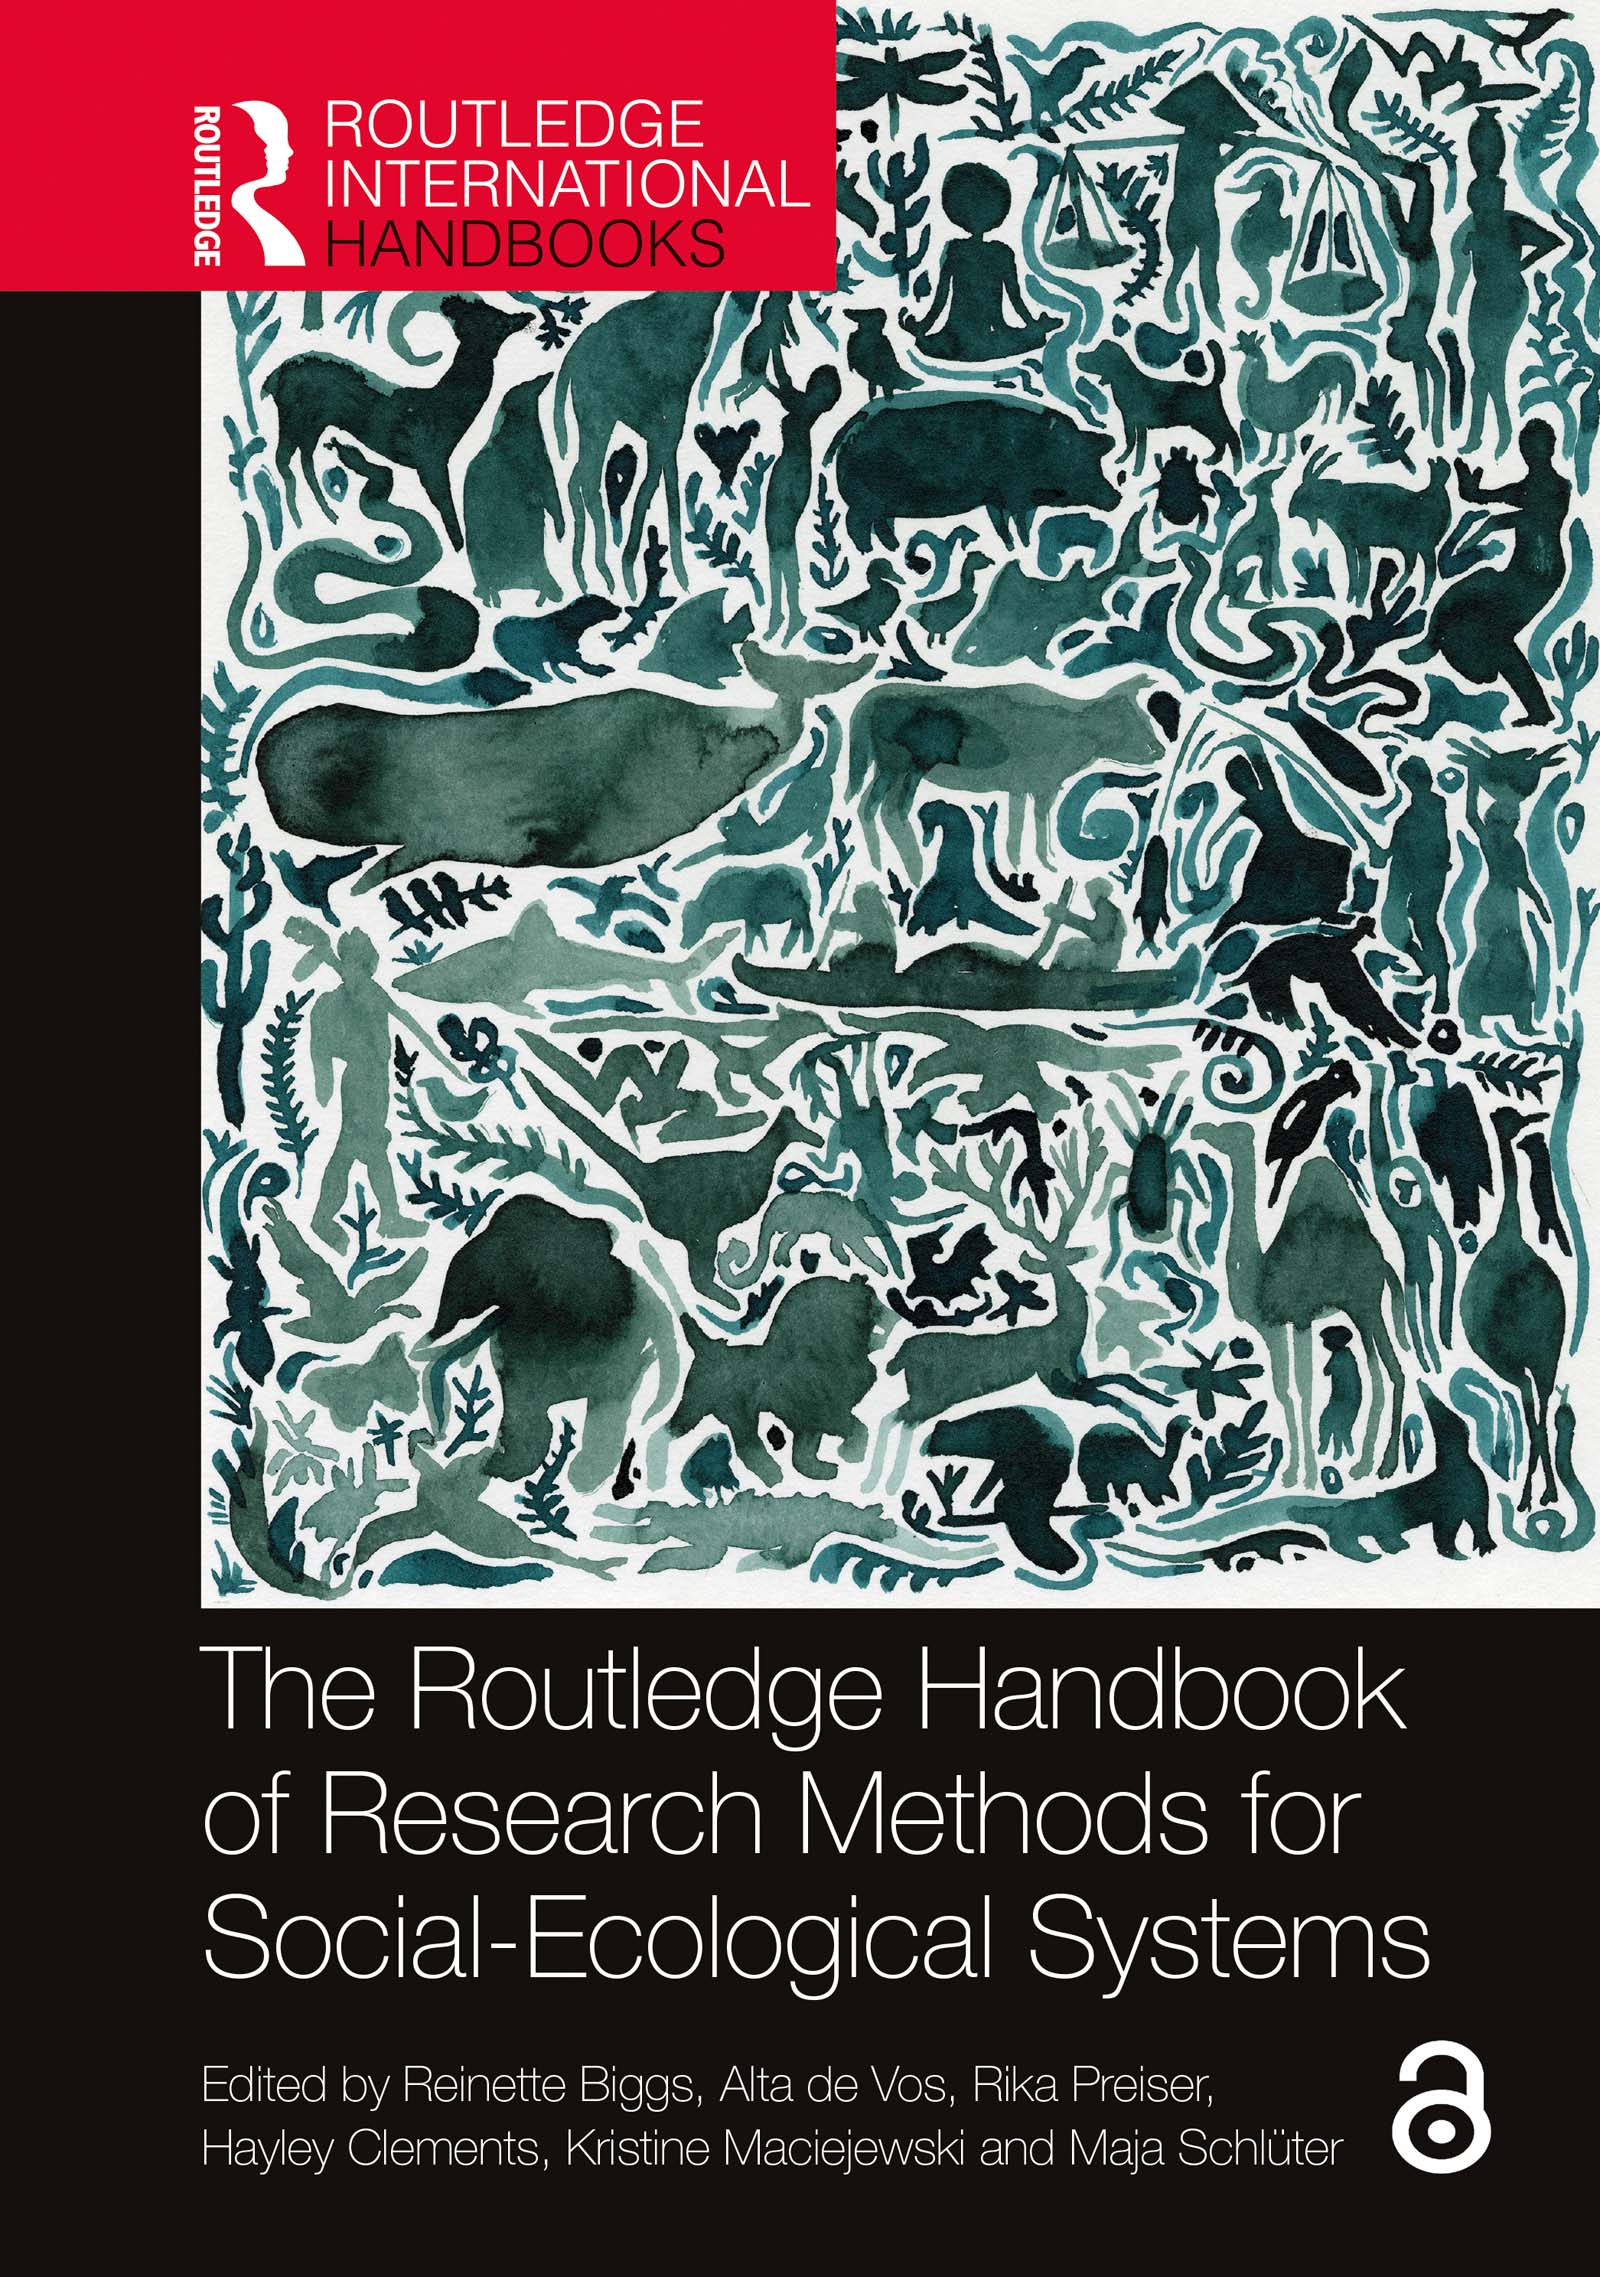 ROUTLEDGE
ROUTLEDGE
INTERNATIONAL
HANDBOOKS
The Routledge Handbook
of Research Methods for
Social-Ecological Systems
Edited by Reinette Biggs, Alta de Vos, Rika Preiser,
Hayley Clements, Kristine Maciejewski and Maja Schlüter